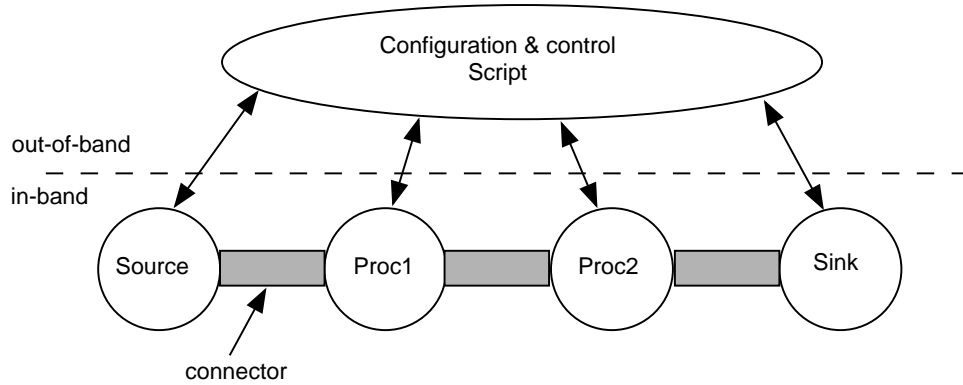 Configuration & control
Script
out-of-band
in-band
Source
Proc1
Proc2
Sink
connector